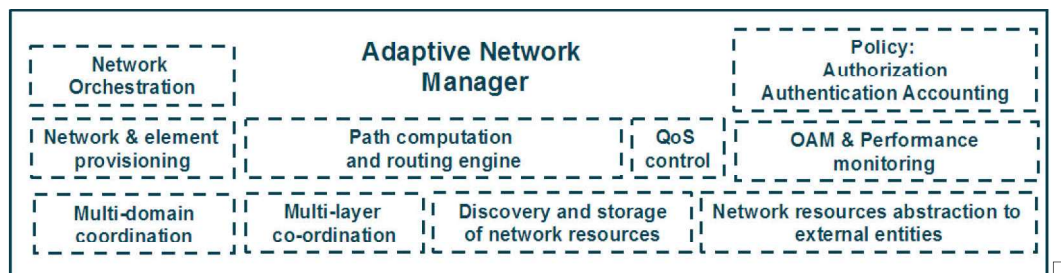 Adaptive Network
Manager
Network
Orchestration
Policy:
Authorization
Authentication Accounting
Network & element
provisioning
Path computation
and routing engine
QoS
control
OAM & Performance
monitoring
Multi-domain
coordination
Multi-layer
co-ordination
Discovery and storage
of network resources
Network resources abstraction to
external entities